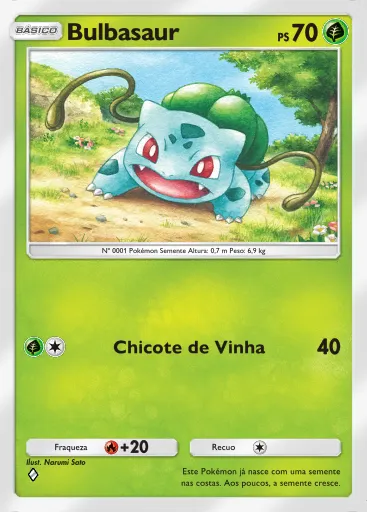 BÁSICO Bulbasaur PS 70
N° 0001 Pokémon Semente Altura: 0,7 m Peso: 6,9 kg
Chicote de Vinha 40
Fraqueza +20 Recuo
Ilust. Narumi Sato
Este Pokémon já nasce com uma semente
nas costas. Aos poucos, a semente cresce.